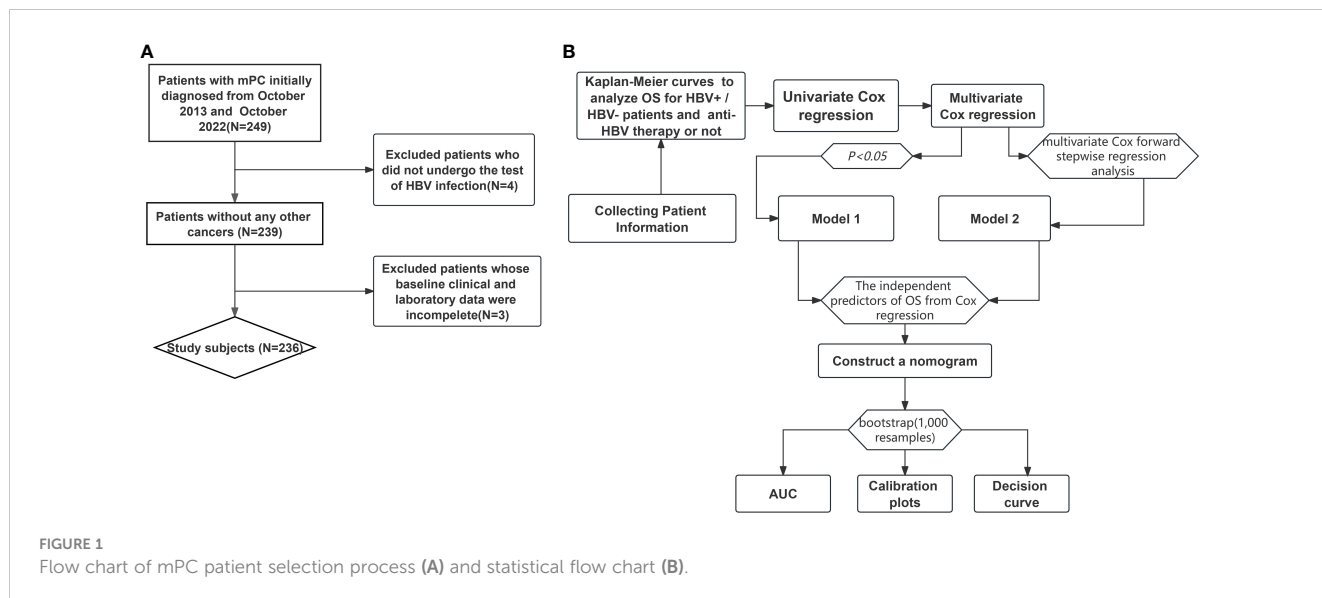 A
Patients with mPC initially
diagnosed from October
2013 and October
2022(N=249)
Excluded patients who
did not undergo the test
of HBV infection(N=4)
Patients without any other
cancers (N=239)
Excluded patients whose
baseline clinical and
laboratory data were
incompelete(N=3)
Study subjects (N=236)
B
Kaplan-Meier curves to
analyze OS for HBV+ /
HBV- patients and anti-
HBV therapy or not
Univariate Cox
regression
Multivariate
Cox regression
P<0.05
multivariate Cox forward
stepwise regression
analysis
Collecting Patient
Information
Model 1
Model 2
The independent
predictors of OS from Cox
regression
Construct a nomogram
bootstrap(1,000
resamples)
AUC
Calibration
plots
Decision
curve
FIGURE 1
Flow chart of mPC patient selection process (A) and statistical flow chart (B).